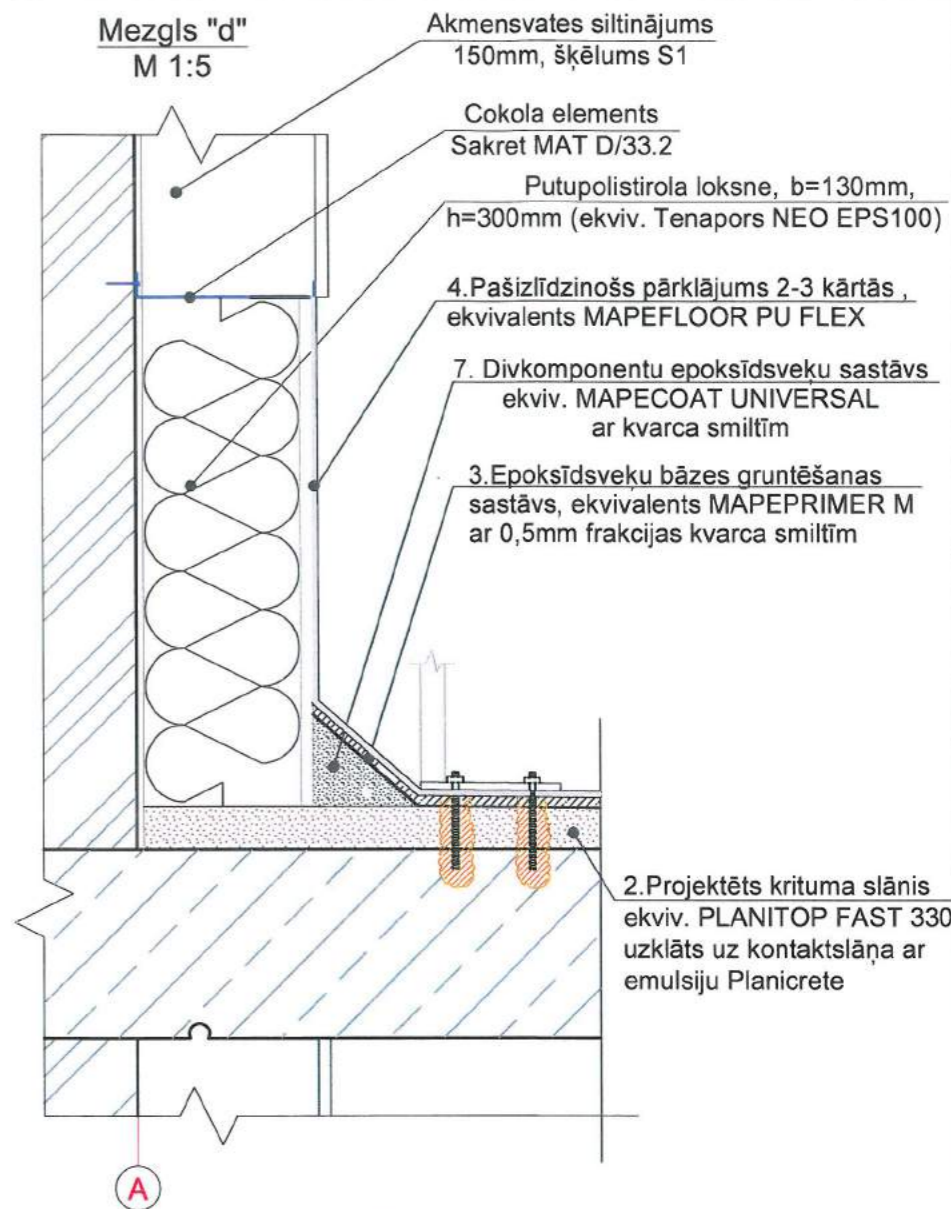 Mezgls "d"
M 1:5
Akmensvates siltinājums
150mm, šķēlums S1
Cokola elements
Sakret MAT D/33.2
Putupolistirola loksne, b=130mm,
h=300mm (ekviv. Tenapors NEO EPS100)
4.Pašizlīdzinošs pārklājums 2-3 kārtās ,
ekvivalents MAPEFLOOR PU FLEX
7. Divkomponentu epoksīdsveķu sastāvs
ekviv. MAPECOAT UNIVERSAL
ar kvarca smiltīm
3.Epoksīdsveķu bāzes gruntēšanas
sastāvs, ekvivalents MAPEPRIMER M
ar 0,5mm frakcijas kvarca smiltīm
2.Projektēts krituma slānis
ekviv. PLANITOP FAST 330
uzklāts uz kontaktslāņa ar
emulsiju Planicrete
A